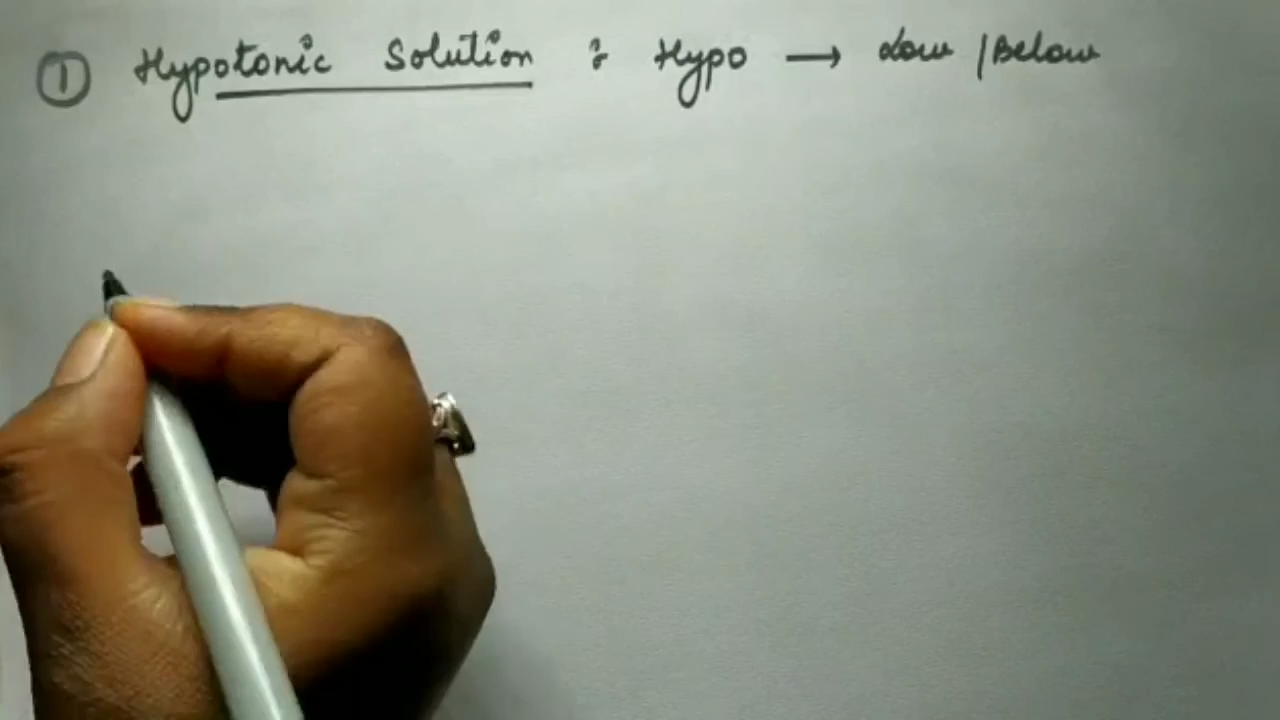 ① Hypotonic Solution : Hypo → Low / Below